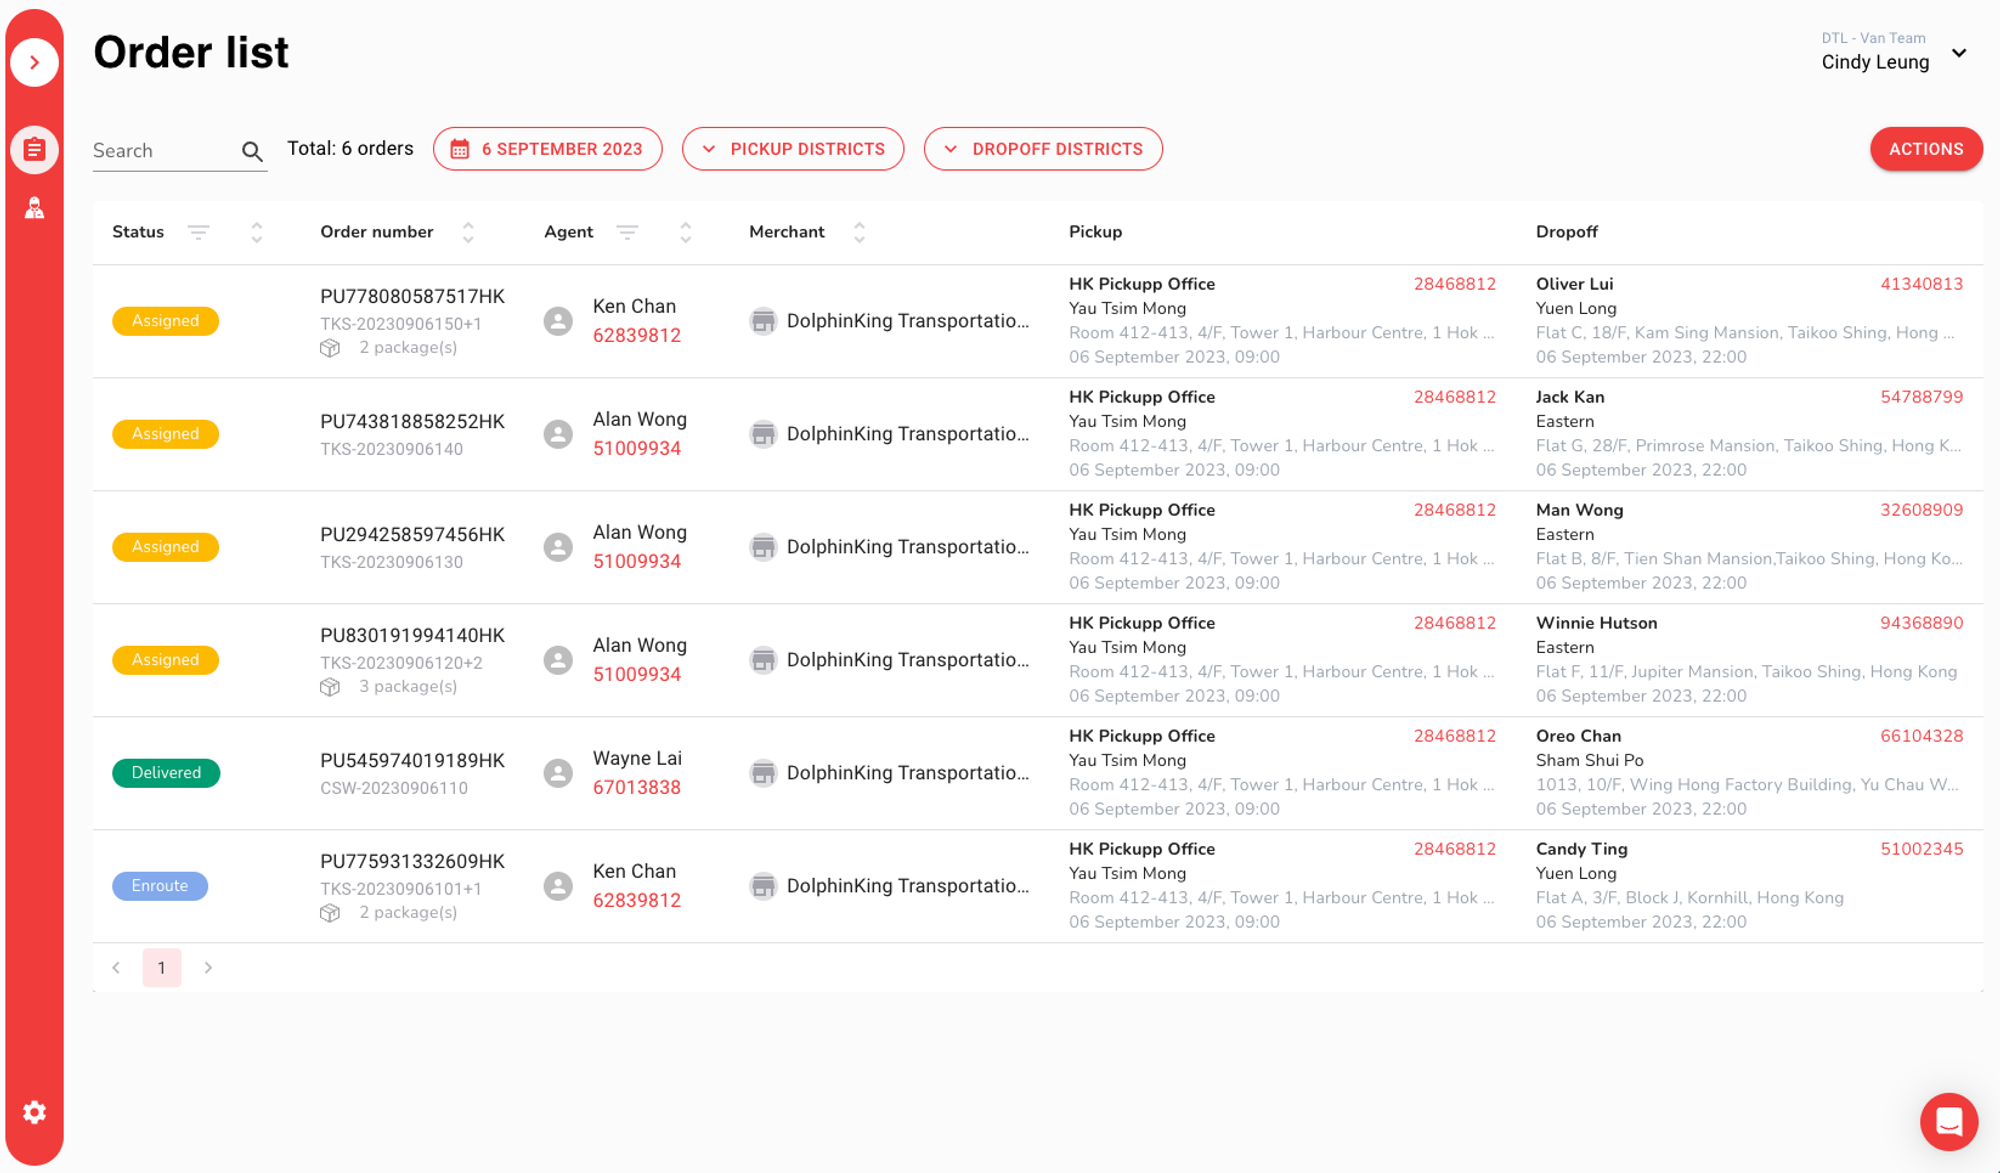 Order list
DTL - Van Team
Cindy Leung
Search
Total: 6 orders
6 SEPTEMBER 2023
PICKUP DISTRICTS
DROPOFF DISTRICTS
ACTIONS
Status
Order number
Agent
Merchant
Pickup
Dropoff
Assigned
PU778080587517HK
TKS-20230906150+1
2 package(s)
Ken Chan
62839812
DolphinKing Transportatio...
HK Pickupp Office
28468812
Yau Tsim Mong
Room 412-413, 4/F, Tower 1, Harbour Centre, 1 Hok ...
06 September 2023, 09:00
Oliver Lui
41340813
Yuen Long
Flat C, 18/F, Kam Sing Mansion, Taikoo Shing, Hong ...
06 September 2023, 22:00
Assigned
PU743818858252HK
TKS-20230906140
Alan Wong
51009934
DolphinKing Transportatio...
HK Pickupp Office
28468812
Yau Tsim Mong
Room 412-413, 4/F, Tower 1, Harbour Centre, 1 Hok ...
06 September 2023, 09:00
Jack Kan
54788799
Eastern
Flat G, 28/F, Primrose Mansion, Taikoo Shing, Hong K...
06 September 2023, 22:00
Assigned
PU294258597456HK
TKS-20230906130
Alan Wong
51009934
DolphinKing Transportatio...
HK Pickupp Office
28468812
Yau Tsim Mong
Room 412-413, 4/F, Tower 1, Harbour Centre, 1 Hok ...
06 September 2023, 09:00
Man Wong
32608909
Eastern
Flat B, 8/F, Tien Shan Mansion,Taikoo Shing, Hong Ko...
06 September 2023, 22:00
Assigned
PU830191994140HK
TKS-20230906120+2
3 package(s)
Alan Wong
51009934
DolphinKing Transportatio...
HK Pickupp Office
28468812
Yau Tsim Mong
Room 412-413, 4/F, Tower 1, Harbour Centre, 1 Hok ...
06 September 2023, 09:00
Winnie Hutson
94368890
Eastern
Flat F, 11/F, Jupiter Mansion, Taikoo Shing, Hong Kong
06 September 2023, 22:00
Delivered
PU545974019189HK
CSW-20230906110
Wayne Lai
67013838
DolphinKing Transportatio...
HK Pickupp Office
28468812
Yau Tsim Mong
Room 412-413, 4/F, Tower 1, Harbour Centre, 1 Hok ...
06 September 2023, 09:00
Oreo Chan
66104328
Sham Shui Po
1013, 10/F, Wing Hong Factory Building, Yu Chau W...
06 September 2023, 22:00
Enroute
PU775931332609HK
TKS-20230906101+1
2 package(s)
Ken Chan
62839812
DolphinKing Transportatio...
HK Pickupp Office
28468812
Yau Tsim Mong
Room 412-413, 4/F, Tower 1, Harbour Centre, 1 Hok ...
06 September 2023, 09:00
Candy Ting
51002345
Yuen Long
Flat A, 3/F, Block J, Kornhill, Hong Kong
06 September 2023, 22:00
1